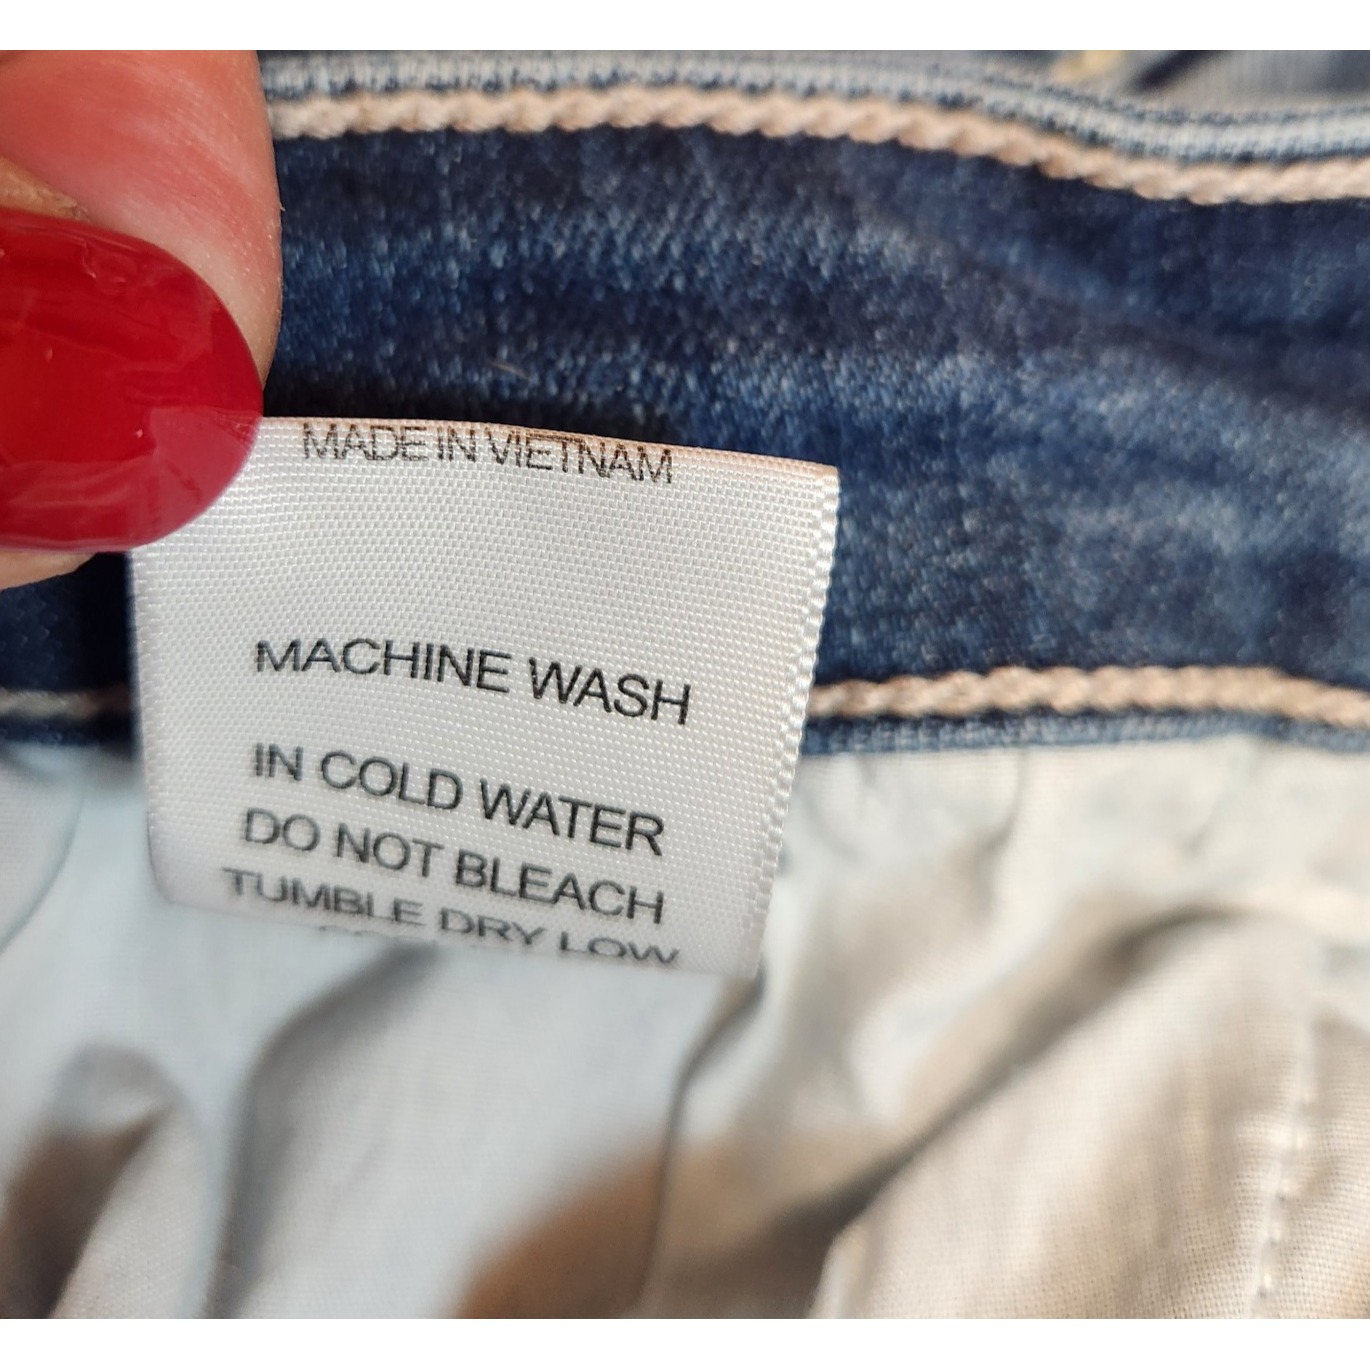 MADE IN VIETNAM
MACHINE WASH
IN COLD WATER
DO NOT BLEACH
TUMBLE DRY LOW